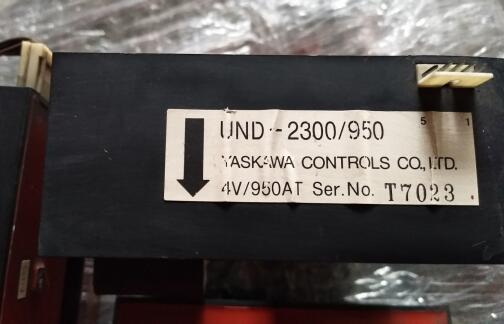 5 1
UND-2300/950
YASKAWA CONTROLS CO., LTD.
4V/950AT Ser. No. T7023